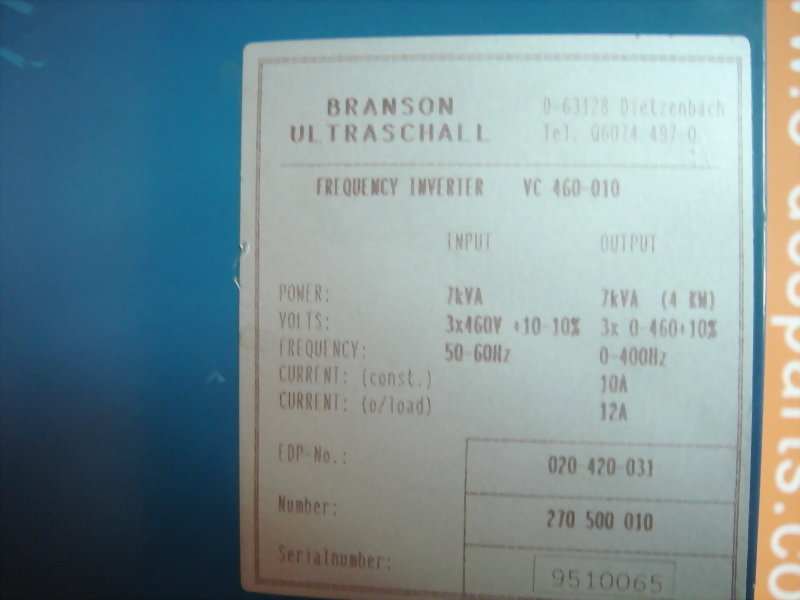 BRANSON
ULTRASCHALL
D-63128 Dietzenbach
Tel. 06074 497-0
FREQUENCY INVERTER VC 460-010
INPUT OUTPUT
POWER: 7kVA 7kVA (4 KW)
VOLTS: 3x460V +10-10% 3x 0-460+10%
FREQUENCY: 50-60Hz 0-400Hz
CURRENT: (const.) 10A
CURRENT: (o/load) 12A
EDP-No.: 020 420 031
Number: 270 500 010
Serialnumber: 9510065